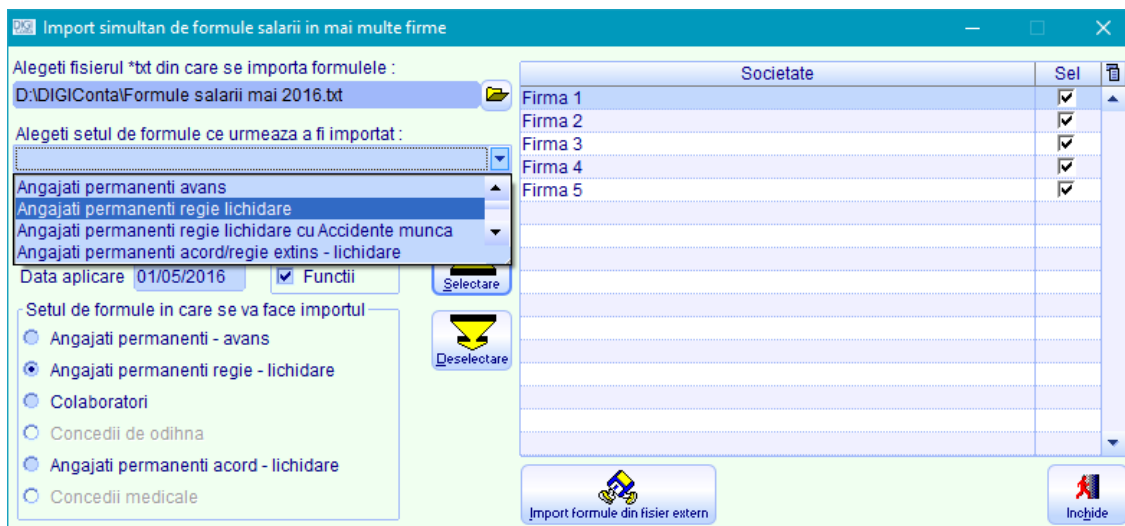 DIGI Import simultan de formule salarii in mai multe firme
Alegeti fisierul *txt din care se importa formulele :
D:\DIGIConta\Formule salarii mai 2016.txt
Alegeti setul de formule ce urmeaza a fi importat :
Angajati permanenti avans
Angajati permanenti regie lichidare
Angajati permanenti regie lichidare cu Accidente munca
Angajati permanenti acord/regie extins - lichidare
Data aplicare 01/05/2016 Functii
Selectare
Setul de formule in care se va face importul
Angajati permanenti - avans
Deselectare
Angajati permanenti regie - lichidare
Colaboratori
Concedii de odihna
Angajati permanenti acord - lichidare
Concedii medicale
Societate Sel
Firma 1
Firma 2
Firma 3
Firma 4
Firma 5
Import formule din fisier extern
Inchide